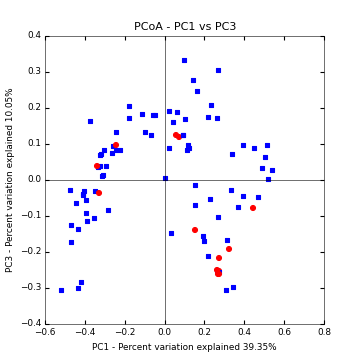 PCoA - PC1 vs PC3
0.4
0.3
0.2
0.1
0.0
−0.1
−0.2
−0.3
−0.4
PC3 - Percent variation explained 10.05%
−0.6 −0.4 −0.2 0.0 0.2 0.4 0.6 0.8
PC1 - Percent variation explained 39.35%